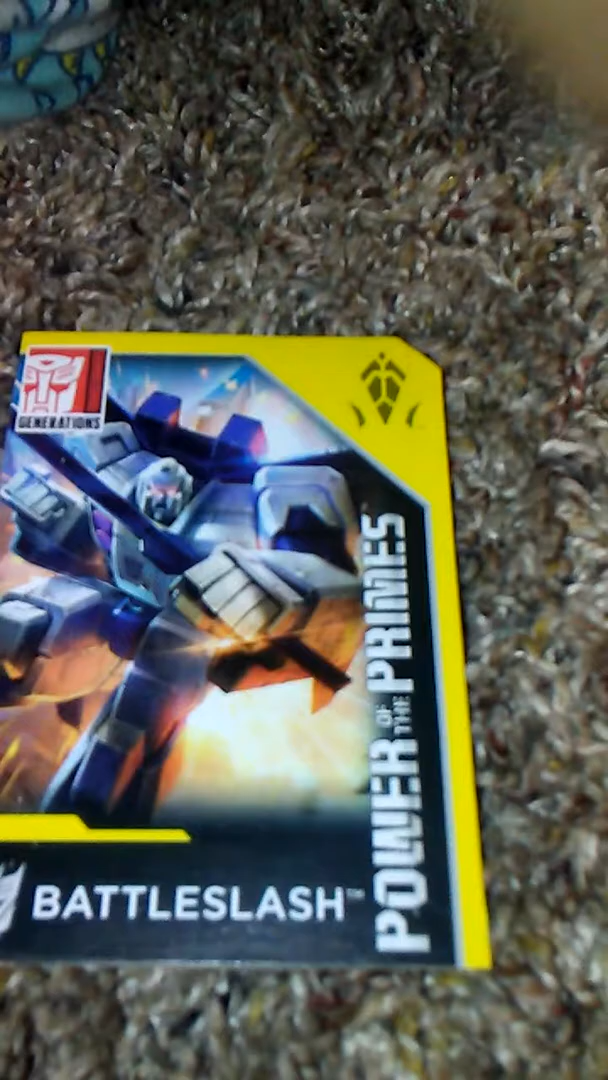 GENERATIONS
POWER OF THE PRIMES
BATTLESLASH™